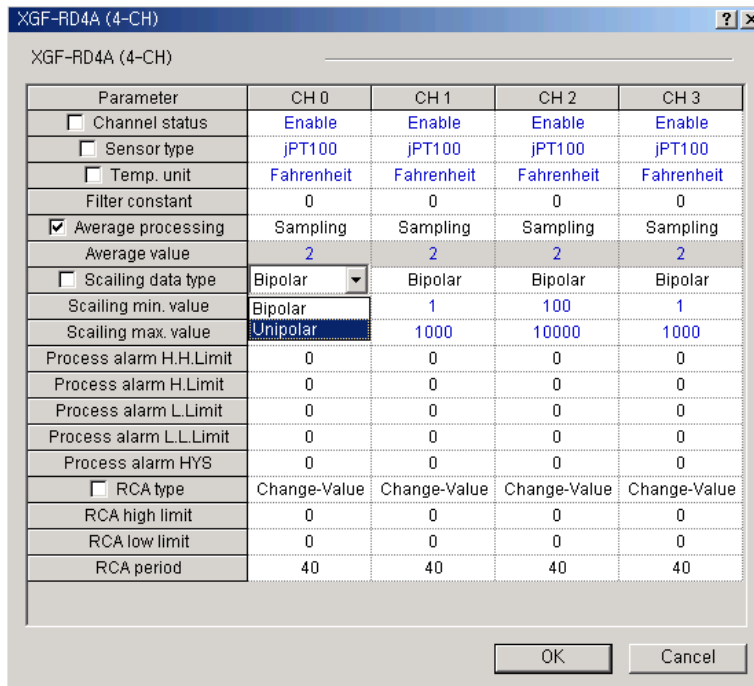 XGF-RD4A (4-CH)
XGF-RD4A (4-CH)
Parameter CH 0 CH 1 CH 2 CH 3
Channel status Enable Enable Enable Enable
Sensor type jPT100 jPT100 jPT100 jPT100
Temp. unit Fahrenheit Fahrenheit Fahrenheit Fahrenheit
Filter constant 0 0 0 0
Average processing Sampling Sampling Sampling Sampling
Average value 2 2 2 2
Scailing data type Bipolar Bipolar Bipolar Bipolar
Scailing min. value Bipolar 1 100 1
Scailing max. value Unipolar 1000 10000 1000
Process alarm H.H.Limit 0 0 0 0
Process alarm H.Limit 0 0 0 0
Process alarm L.Limit 0 0 0 0
Process alarm L.L.Limit 0 0 0 0
Process alarm HYS 0 0 0 0
RCA type Change-Value Change-Value Change-Value Change-Value
RCA high limit 0 0 0 0
RCA low limit 0 0 0 0
RCA period 40 40 40 40
OK Cancel